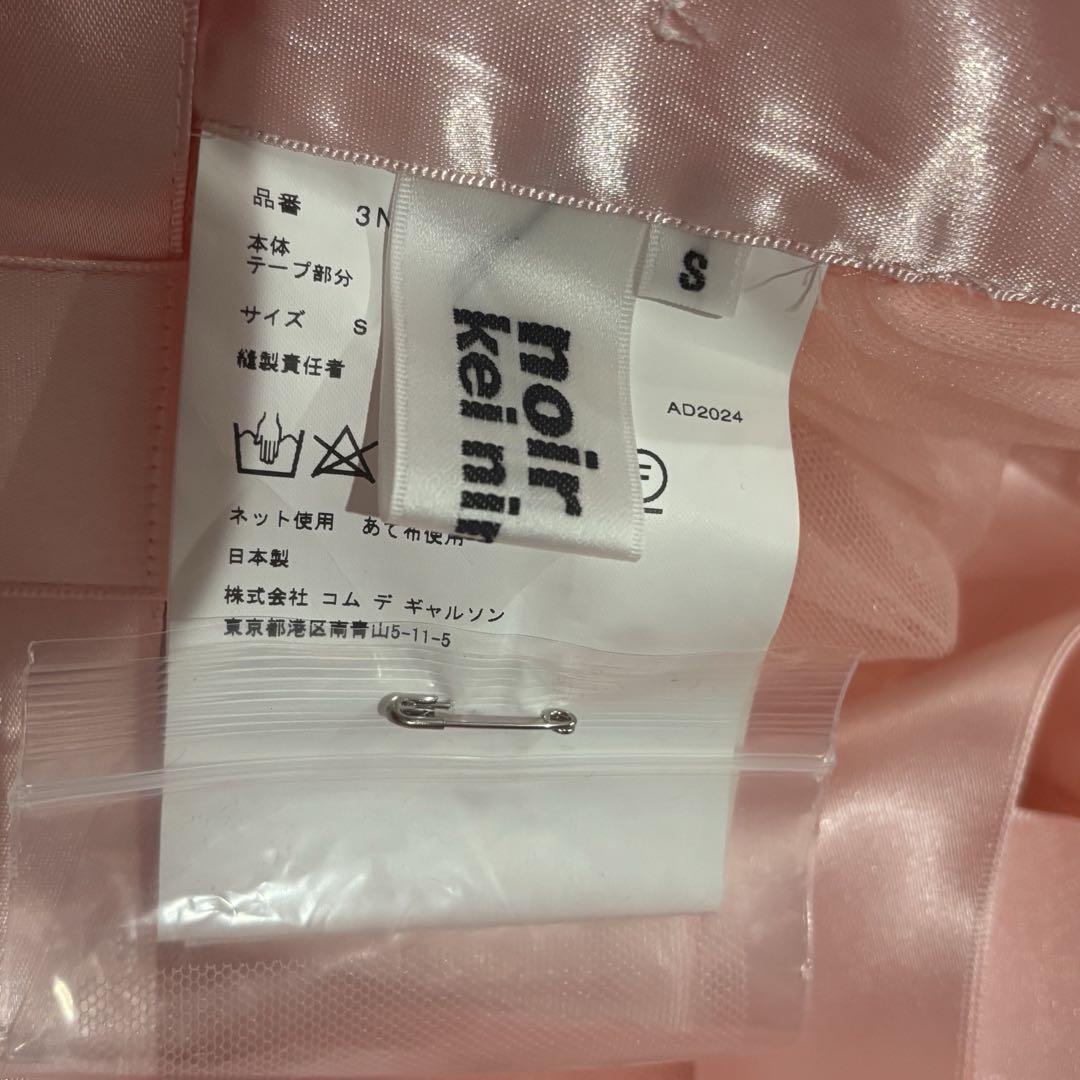 品番 3N
本体
テープ部分
サイズ S
縫製責任者
AD2024
ネット使用 あて布使用
日本製
株式会社 コム デ ギャルソン
東京都港区南青山5-11-5
noir
kei nin
S
F